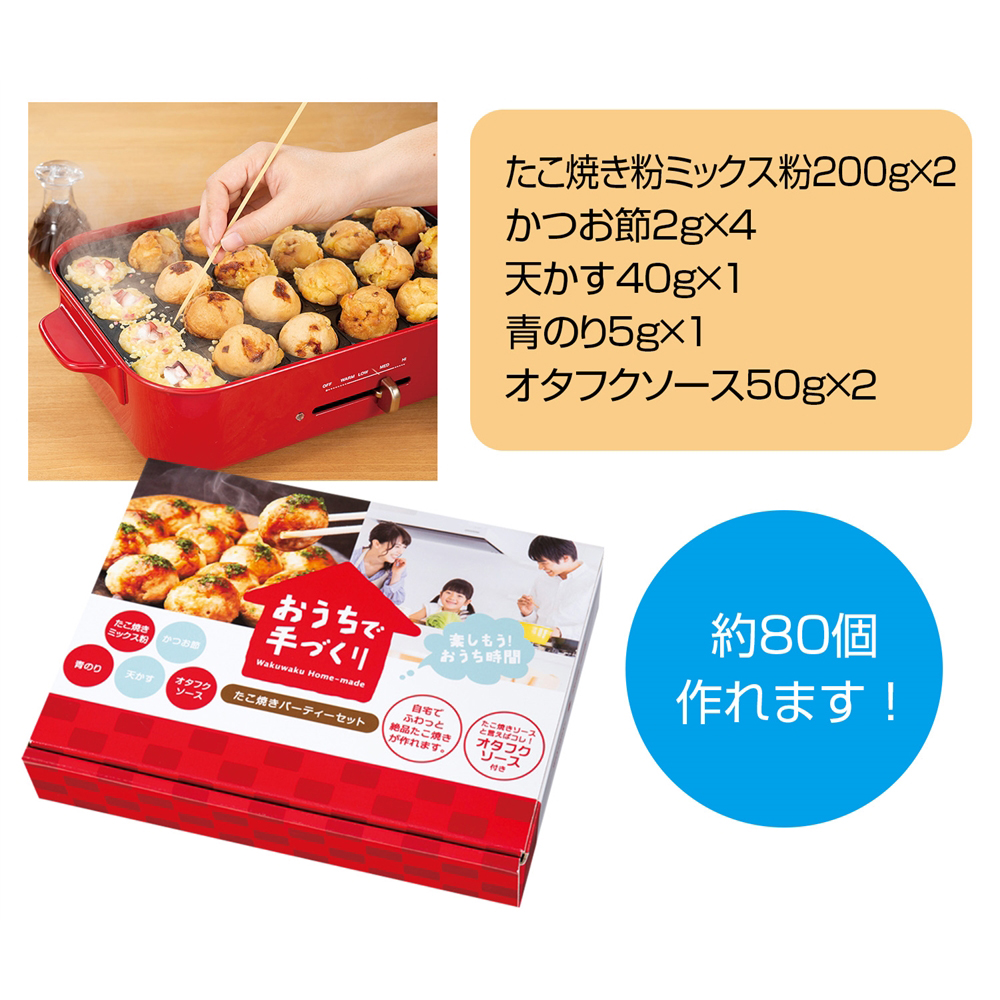 OFF WARM LOW MED HI
たこ焼き粉ミックス粉200g×2
かつお節2g×4
天かす40g×1
青のり5g×1
オタフクソース50g×2
おうちで
手づくり
Wakuwaku Home-made
たこ焼きパーティーセット
たこ焼き
ミックス粉
かつお節
青のり
天かす
オタフク
ソース
楽しもう!
おうち時間
自宅で
ふわっと
絶品たこ焼き
が作れます。
たこ焼きソース
と言えばコレ!
オタフク
ソース
付き
約80個
作れます!